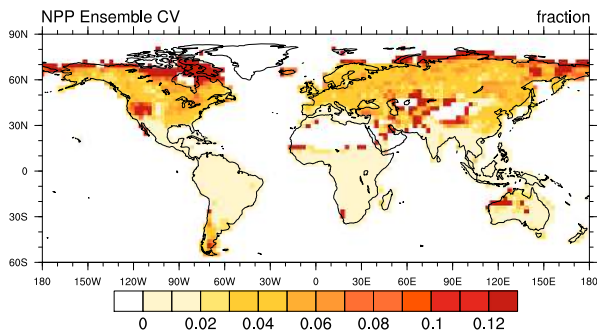 NPP Ensemble CV fraction
90N
60N
30N
0
30S
60S
180 150W 120W 90W 60W 30W 0 30E 60E 90E 120E 150E 180
0 0.02 0.04 0.06 0.08 0.1 0.12